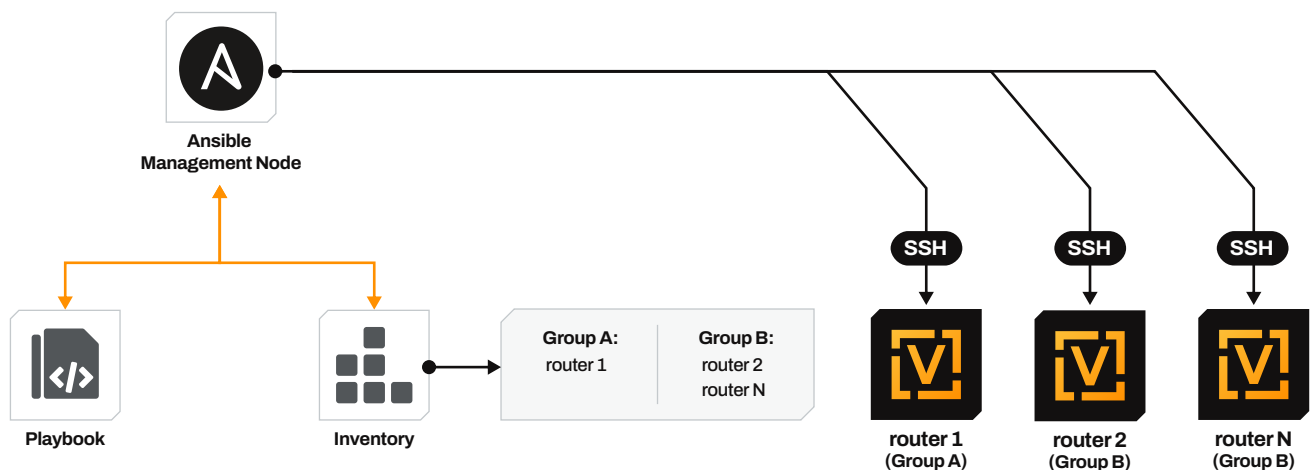 Ansible
Management Node
SSH
SSH
SSH
</>
Group A:
router 1
Group B:
router 2
router N
V
V
V
Playbook
Inventory
router 1
(Group A)
router 2
(Group B)
router N
(Group B)